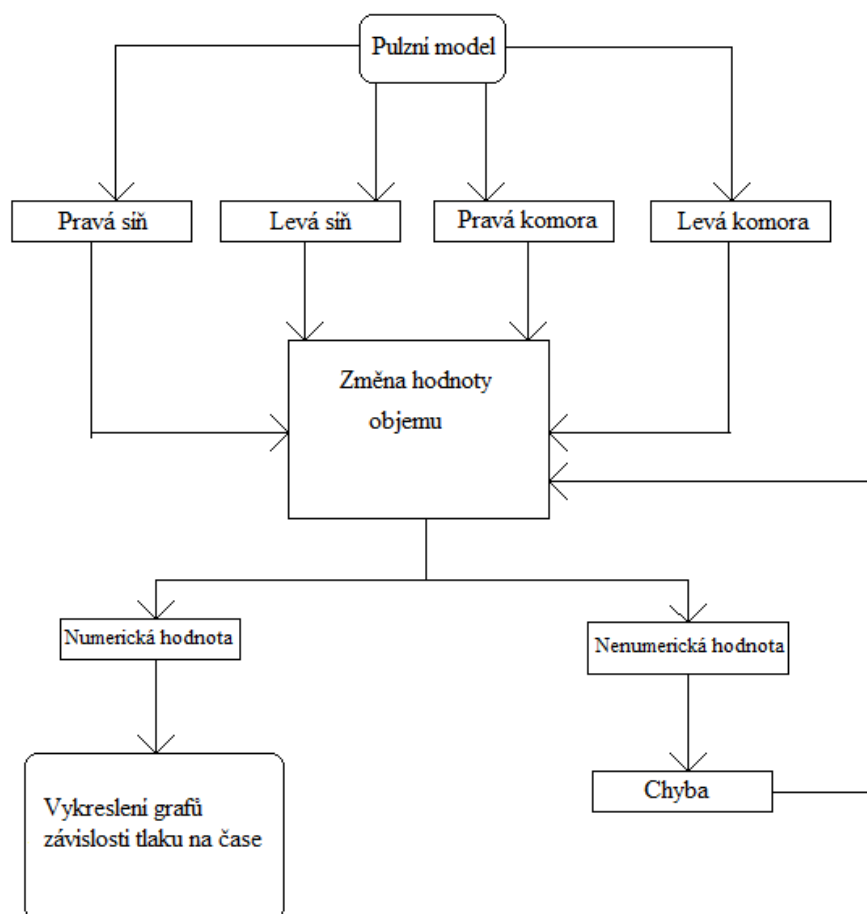 Pulzní model
Pravá síň
Levá síň
Pravá komora
Levá komora
Změna hodnoty
objemu
Numerická hodnota
Nenumerická hodnota
Vykreslení grafů
závislosti tlaku na čase
Chyba